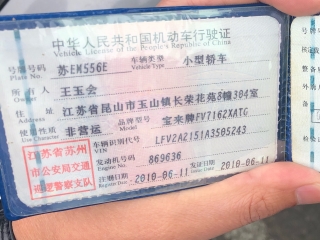 中华人民共和国机动车行驶证
Vehicle License of the People's Republic of China
号牌号码 Plate No. 苏EM556E 车辆类型 Vehicle Type 小型轿车
所有人 Owner 王玉会
住址 江苏省昆山市玉山镇长荣花苑3幢304室
使用性质 Use Character 非营运 品牌型号 Model 宝来牌FV7162XATG
江苏省苏州市公安局交通巡逻警察支队 车辆识别代号 VIN LFV2A2151A3505243
发动机号码 Engine No. 869636
注册日期 Register Date 2010-06-11 发证日期 Issue Date 2010-06-11